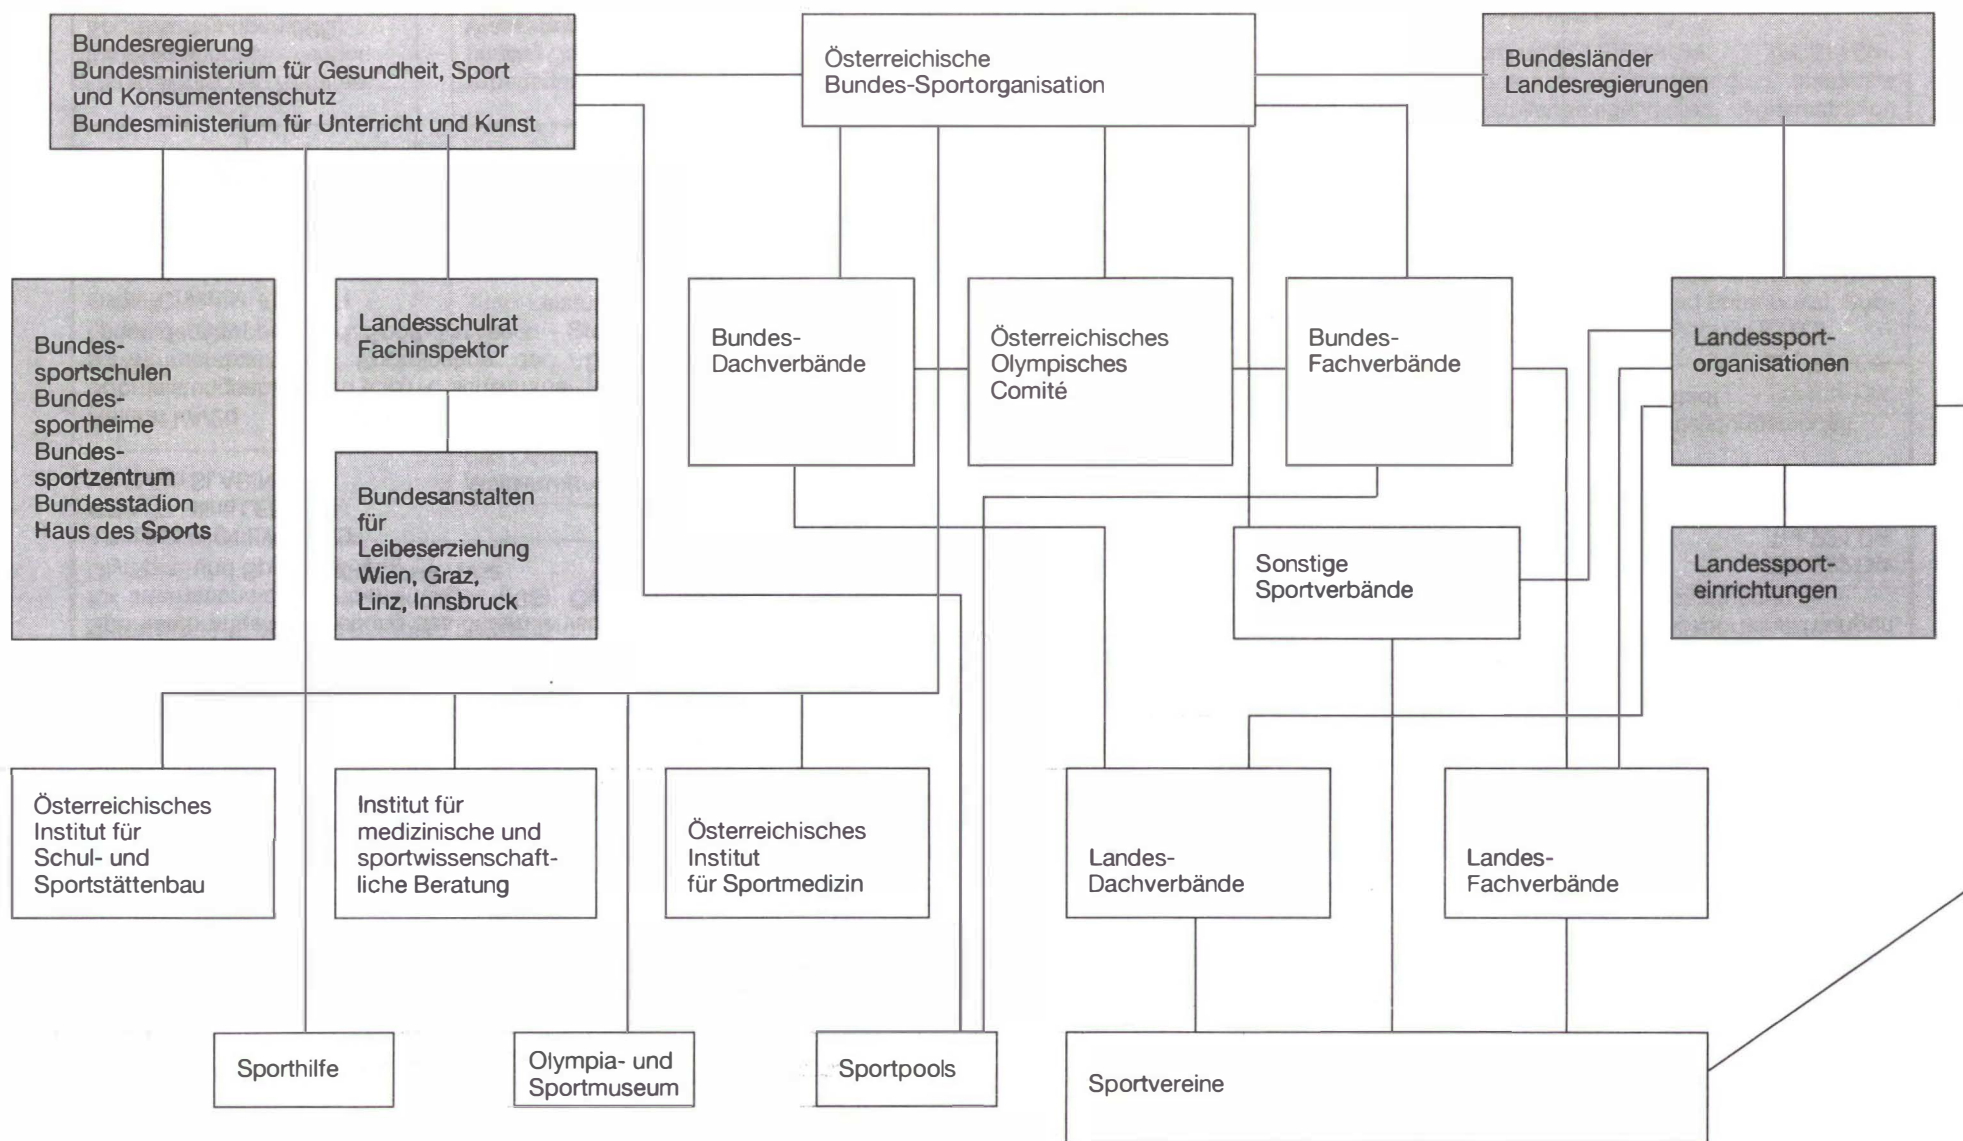 Bundesregierung
Bundesministerium für Gesundheit, Sport
und Konsumentenschutz
Bundesministerium für Unterricht und Kunst
Österreichische
Bundes-Sportorganisation
Bundesländer
Landesregierungen
Bundes-
sportschulen
Bundes-
sportheime
Bundes-
sportzentrum
Bundesstadion
Haus des Sports
Landesschulrat
Fachinspektor
Bundesanstalten
für
Leibeserziehung
Wien, Graz,
Linz, Innsbruck
Bundes-
Dachverbände
Österreichisches
Olympisches
Comité
Bundes-
Fachverbände
Landessport-
organisationen
Sonstige
Sportverbände
Landessport-
einrichtungen
Österreichisches
Institut für
Schul- und
Sportstättenbau
Institut für
medizinische und
sportwissenschaft-
liche Beratung
Österreichisches
Institut
für Sportmedizin
Landes-
Dachverbände
Landes-
Fachverbände
Sporthilfe
Olympia- und
Sportmuseum
Sportpools
Sportvereine